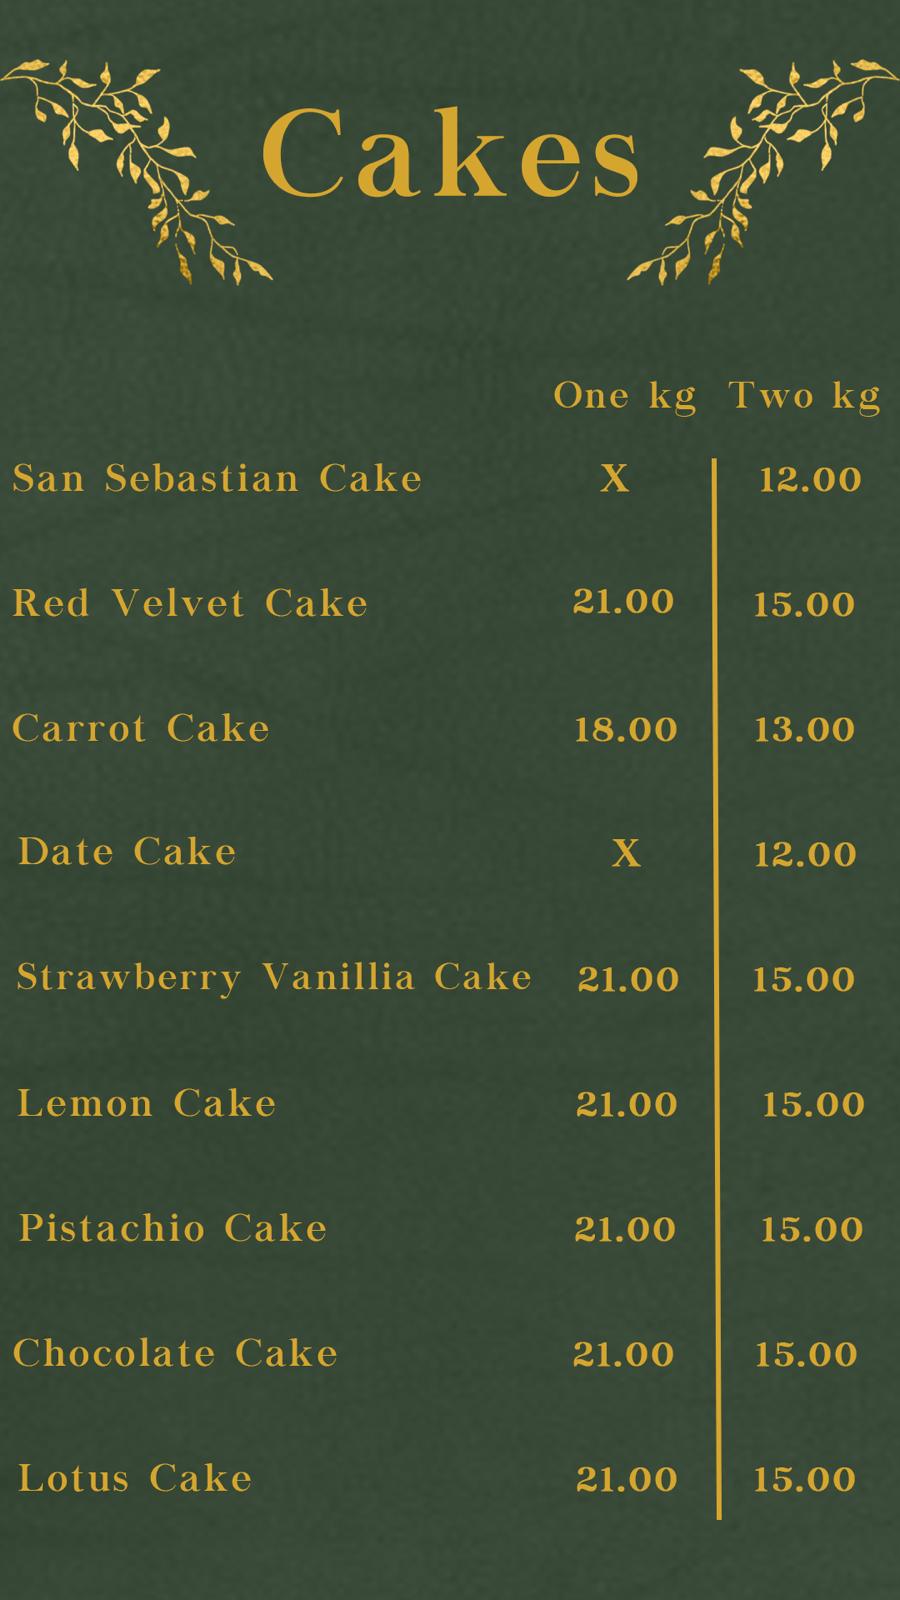 Cakes
One kg Two kg
San Sebastian Cake X 12.00
Red Velvet Cake 21.00 15.00
Carrot Cake 18.00 13.00
Date Cake X 12.00
Strawberry Vanillia Cake 21.00 15.00
Lemon Cake 21.00 15.00
Pistachio Cake 21.00 15.00
Chocolate Cake 21.00 15.00
Lotus Cake 21.00 15.00